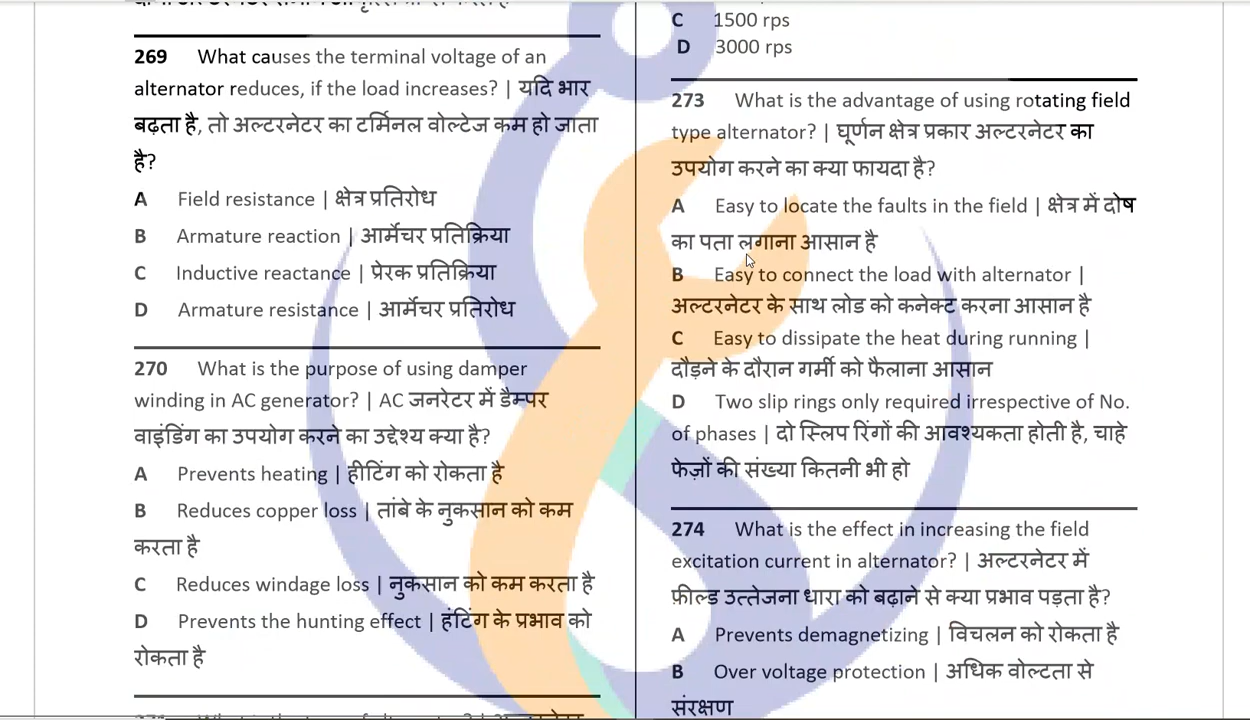 269 What causes the terminal voltage of an
alternator reduces, if the load increases? | यदि भार
बढ़ता है, तो अल्टरनेटर का टर्मिनल वोल्टेज कम हो जाता
है?
A Field resistance | क्षेत्र प्रतिरोध
B Armature reaction | आर्मेचर प्रतिक्रिया
C Inductive reactance | प्रेरक प्रतिक्रिया
D Armature resistance | आर्मेचर प्रतिरोध
270 What is the purpose of using damper
winding in AC generator? | AC जनरेटर में डैम्पर
वाइंडिंग का उपयोग करने का उद्देश्य क्या है?
A Prevents heating | हीटिंग को रोकता है
B Reduces copper loss | तांबे के नुकसान को कम
करता है
C Reduces windage loss | नुकसान को कम करता है
D Prevents the hunting effect | हंटिंग के प्रभाव को
रोकता है
C 1500 rps
D 3000 rps
273 What is the advantage of using rotating field
type alternator? | घूर्णन क्षेत्र प्रकार अल्टरनेटर का
उपयोग करने का क्या फायदा है?
A Easy to locate the faults in the field | क्षेत्र में दोष
का पता लगाना आसान है
B Easy to connect the load with alternator |
अल्टरनेटर के साथ लोड को कनेक्ट करना आसान है
C Easy to dissipate the heat during running |
दौड़ने के दौरान गर्मी को फैलाना आसान
D Two slip rings only required irrespective of No.
of phases | दो स्लिप रिंगों की आवश्यकता होती है, चाहे
फेज़ों की संख्या कितनी भी हो
274 What is the effect in increasing the field
excitation current in alternator? | अल्टरनेटर में
फ़ील्ड उत्तेजना धारा को बढ़ाने से क्या प्रभाव पड़ता है?
A Prevents demagnetizing | विचलन को रोकता है
B Over voltage protection | अधिक वोल्टता से
संरक्षण